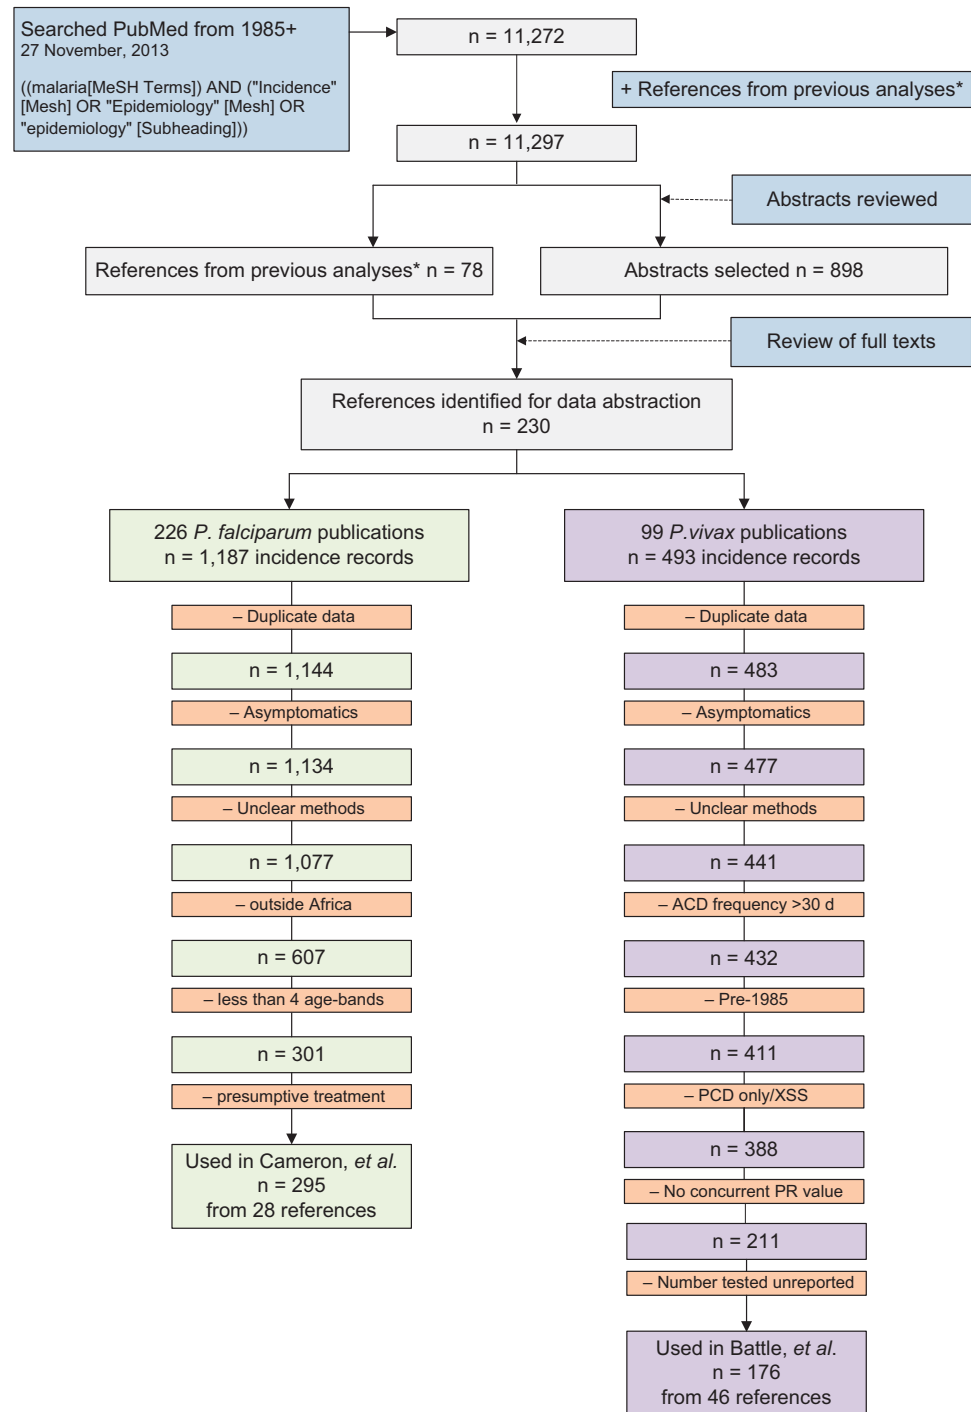 Searched PubMed from 1985+
27 November, 2013
((malaria[MeSH Terms]) AND ("Incidence"
[Mesh] OR "Epidemiology" [Mesh] OR
"epidemiology" [Subheading]))
n = 11,272
+ References from previous analyses*
n = 11,297
Abstracts reviewed
References from previous analyses* n = 78
Abstracts selected n = 898
Review of full texts
References identified for data abstraction
n = 230
226 P. falciparum publications
n = 1,187 incidence records
– Duplicate data
n = 1,144
– Asymptomatics
n = 1,134
– Unclear methods
n = 1,077
– outside Africa
n = 607
– less than 4 age-bands
n = 301
– presumptive treatment
Used in Cameron, et al.
n = 295
from 28 references
99 P.vivax publications
n = 493 incidence records
– Duplicate data
n = 483
– Asymptomatics
n = 477
– Unclear methods
n = 441
– ACD frequency >30 d
n = 432
– Pre-1985
n = 411
– PCD only/XSS
n = 388
– No concurrent PR value
n = 211
– Number tested unreported
Used in Battle, et al.
n = 176
from 46 references